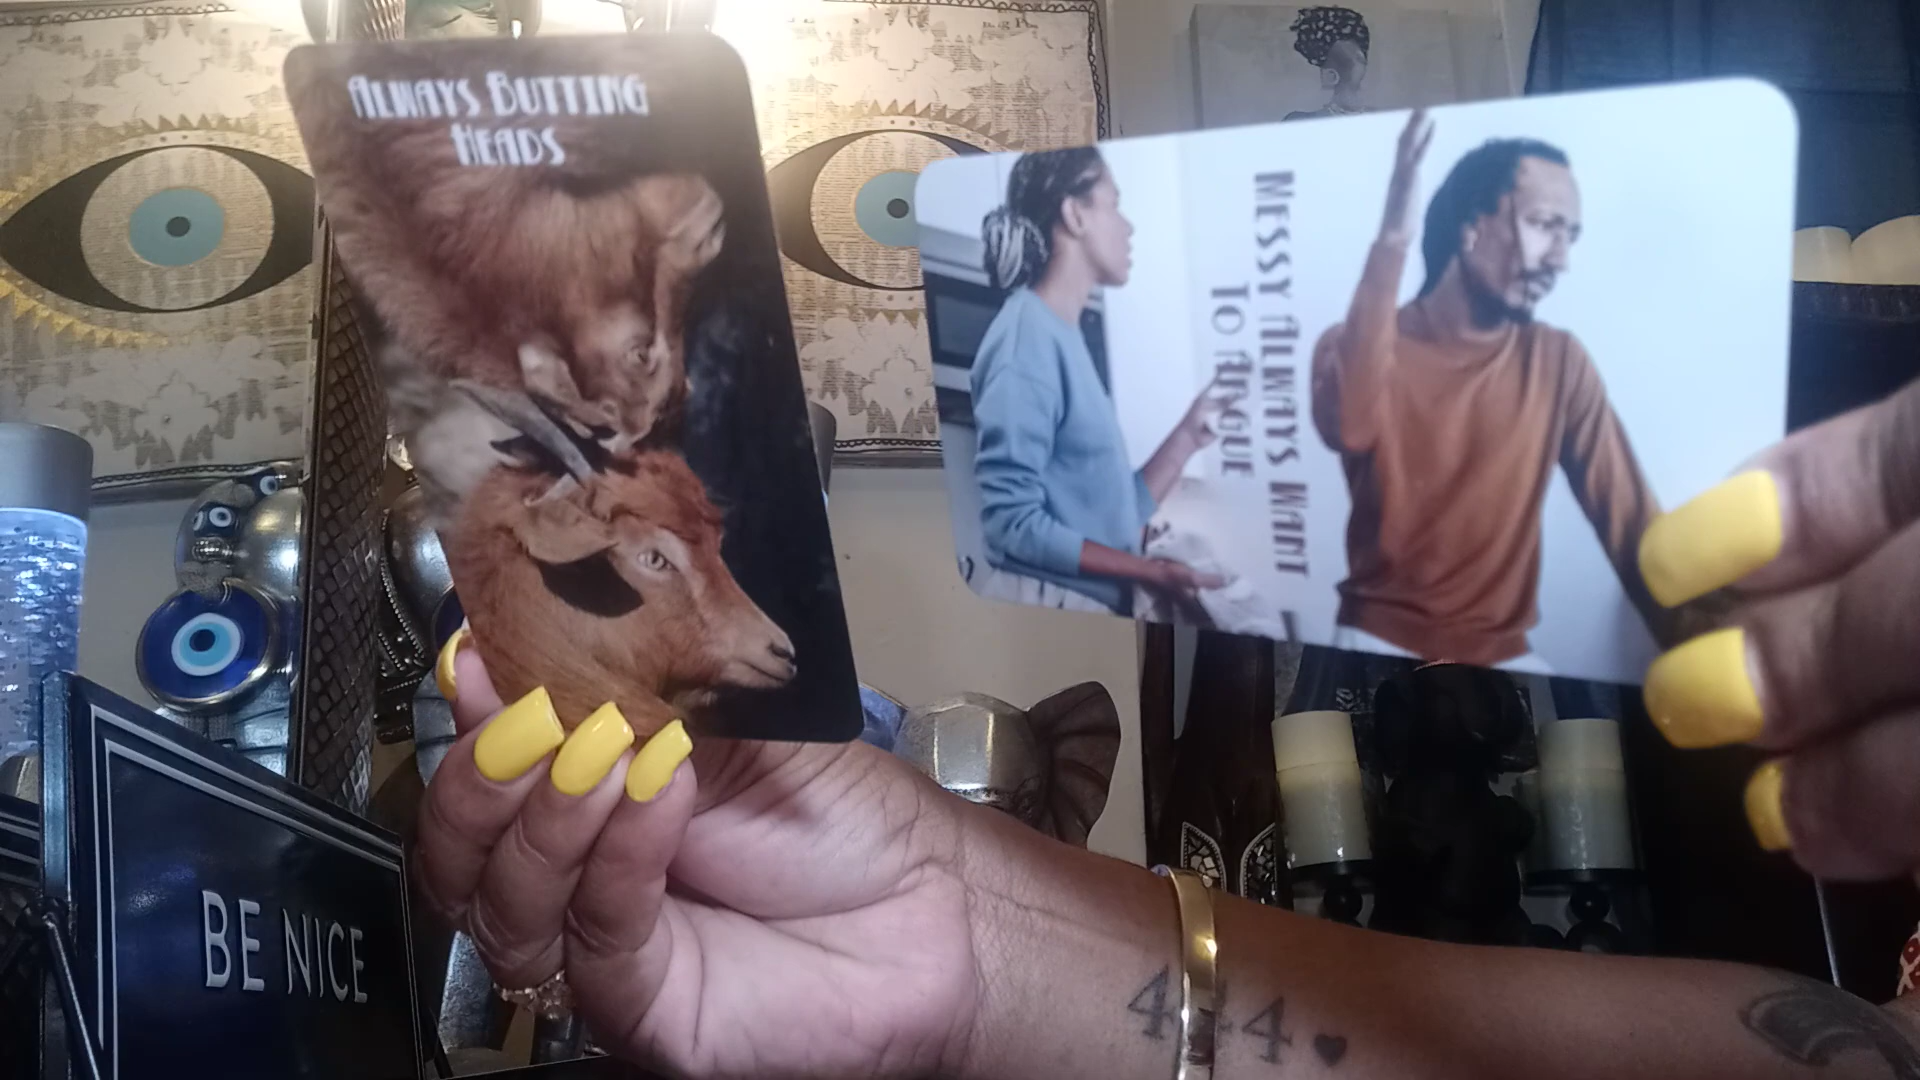 ALWAYS BUTTING
HEADS
MESSY ALWAYS WANT
TO ARGUE
BE NICE